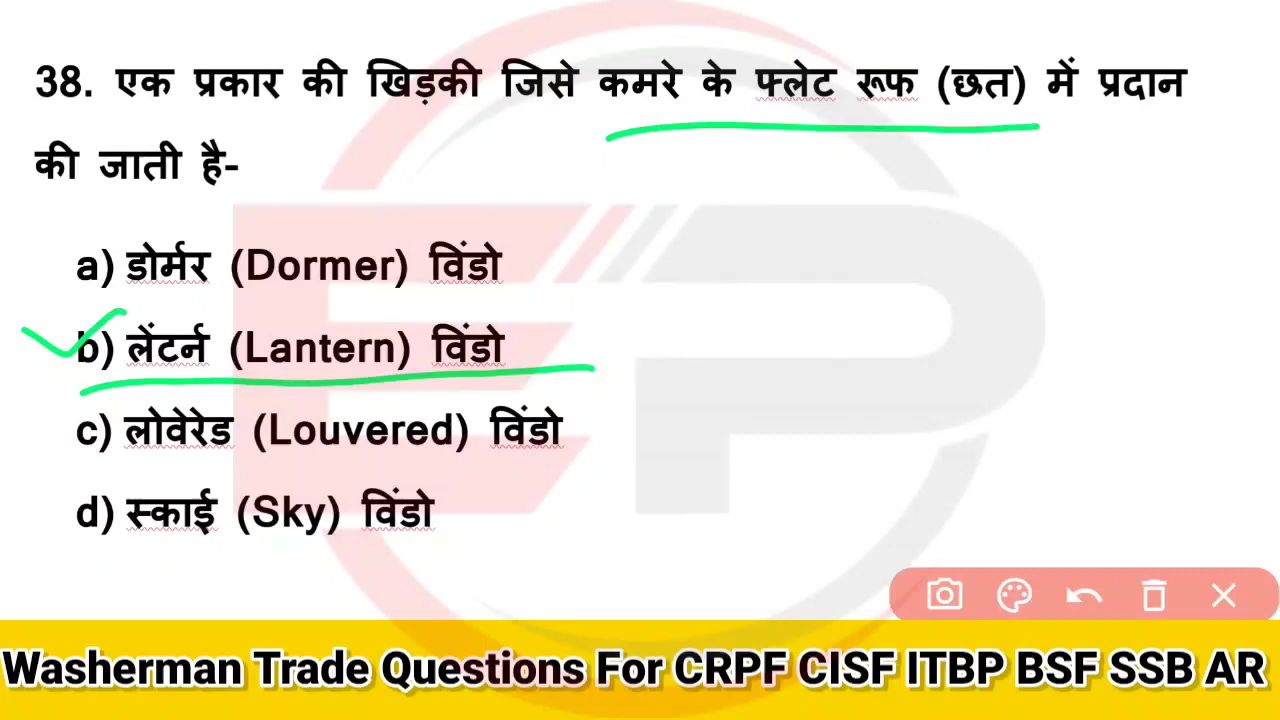 38. एक प्रकार की खिड़की जिसे कमरे के फ्लेट रूफ (छत) में प्रदान
की जाती है-
a) डोर्मर (Dormer) विंडो
b) लेंटर्न (Lantern) विंडो
c) लोवेरेड (Louvered) विंडो
d) स्काई (Sky) विंडो
Washerman Trade Questions For CRPF CISF ITBP BSF SSB AR